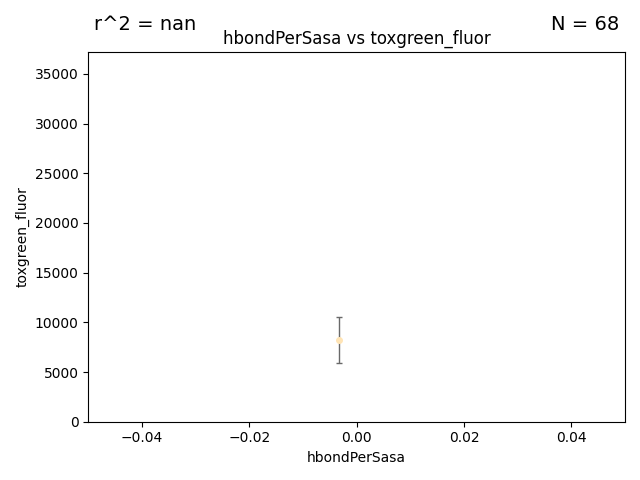 r^2 = nan
N = 68
hbondPerSasa vs toxgreen_fluor
35000
30000
25000
20000
15000
10000
5000
0
toxgreen_fluor
−0.04
−0.02
0.00
0.02
0.04
hbondPerSasa